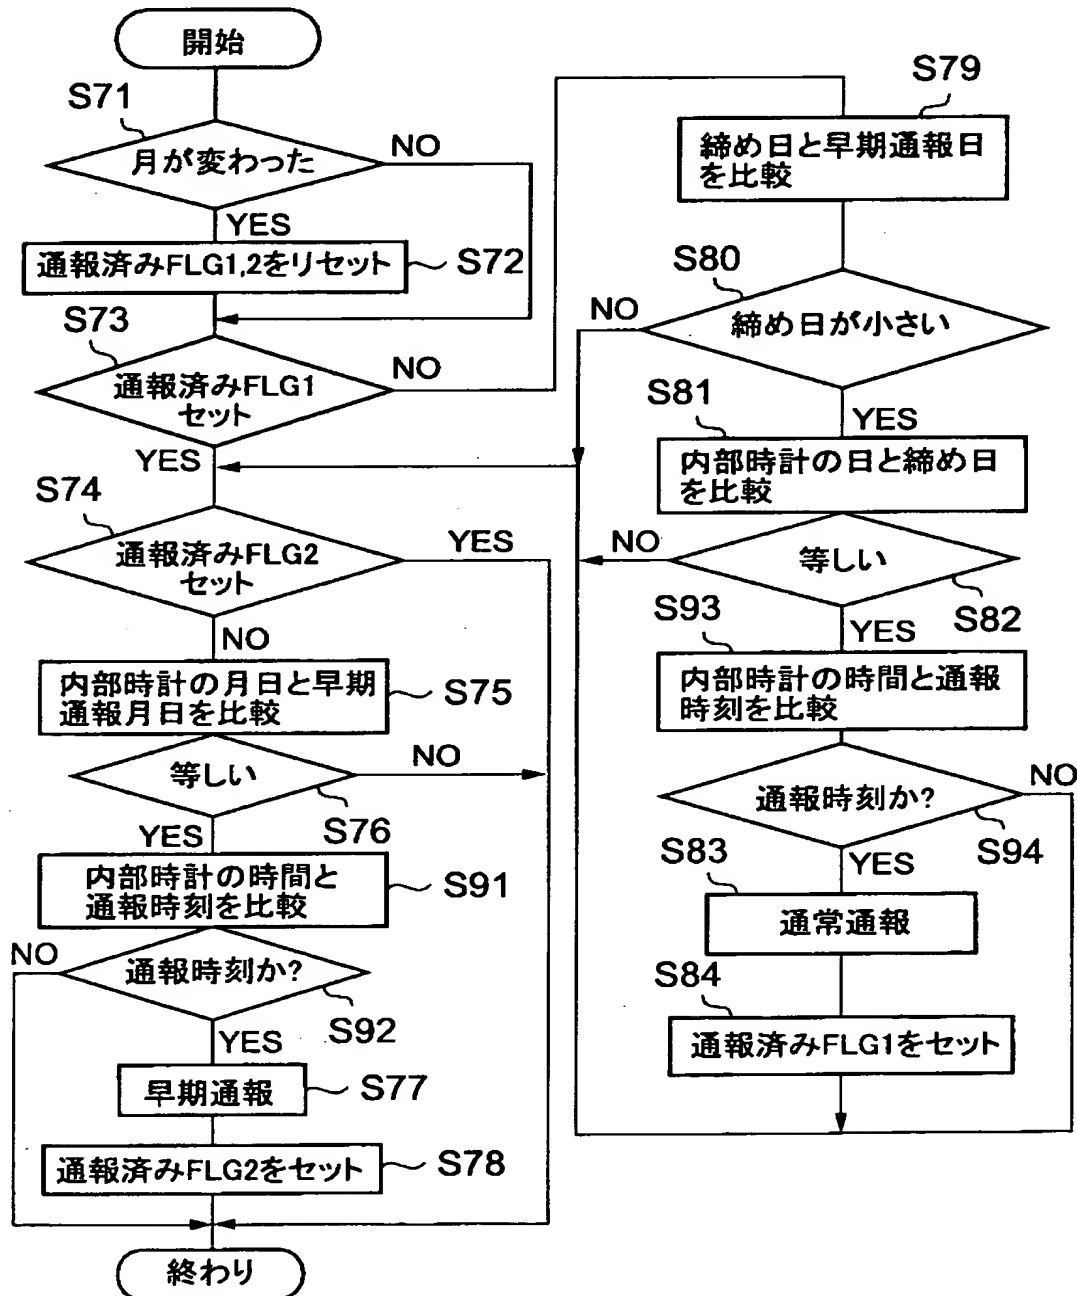 開始
S71
月が変わった
NO
YES
通報済みFLG1,2をリセット
S72
S73
通報済みFLG1
セット
NO
YES
S74
通報済みFLG2
セット
YES
NO
内部時計の月日と早期
通報月日を比較
S75
等しい
NO
S76
YES
内部時計の時間と
通報時刻を比較
S91
NO
通報時刻か?
S92
YES
早期通報
S77
通報済みFLG2をセット
S78
終わり
S79
締め日と早期通報日
を比較
S80
NO
締め日が小さい
S81
YES
内部時計の日と締め日
を比較
NO
等しい
S82
S93
YES
内部時計の時間と通報
時刻を比較
NO
通報時刻か?
S94
S83
YES
通常通報
S84
通報済みFLG1をセット